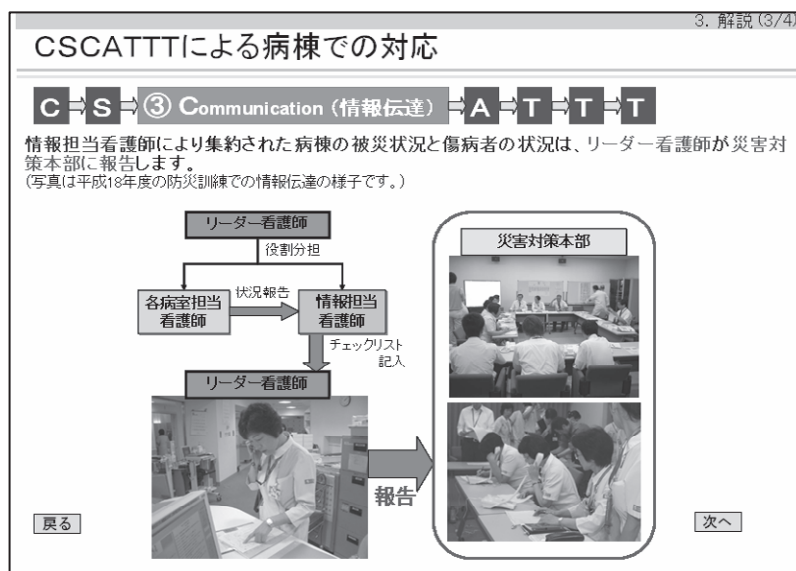 3. 解説(3/4)
CSCATTTによる病棟での対応
C⇨S⇨③ Communication (情報伝達)⇨A⇨T⇨T⇨T
情報担当看護師により集約された病棟の被災状況と傷病者の状況は、リーダー看護師が災害対
策本部に報告します。
(写真は平成18年度の防災訓練での情報伝達の様子です。)
リーダー看護師
役割分担
各病室担当
看護師
状況報告
情報担当
看護師
チェックリスト
記入
リーダー看護師
報告
災害対策本部
戻る
次へ